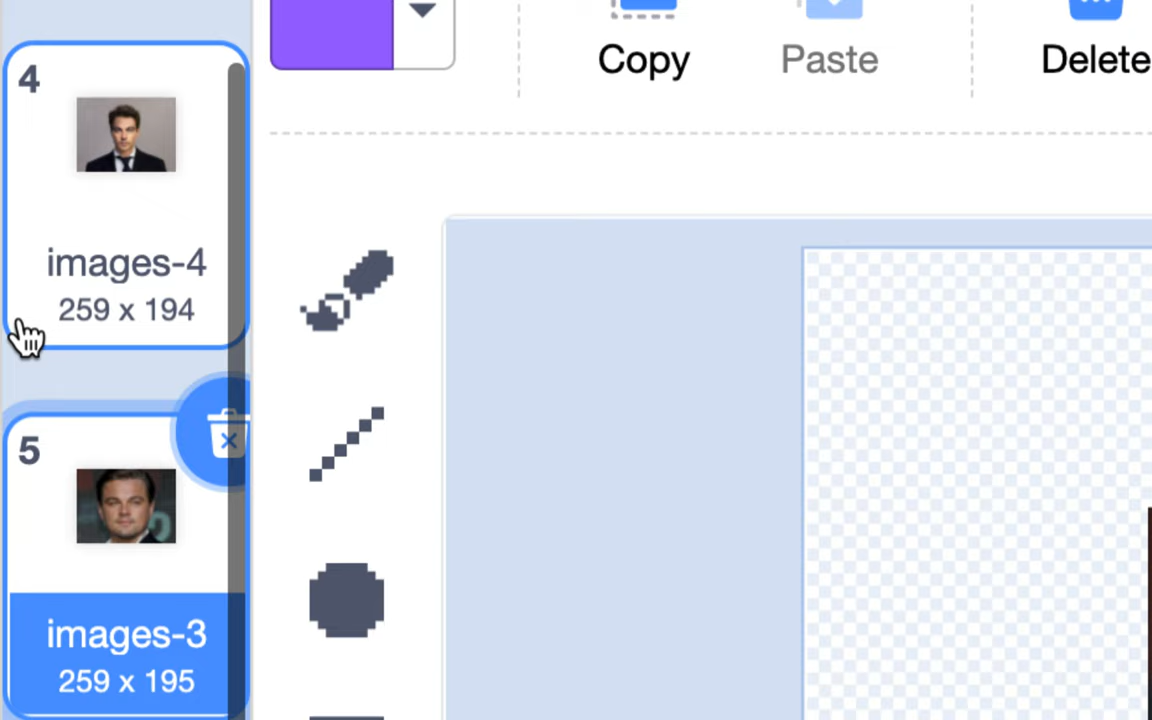 Copy
Paste
Delete
4
images-4
259 x 194
5
images-3
259 x 195